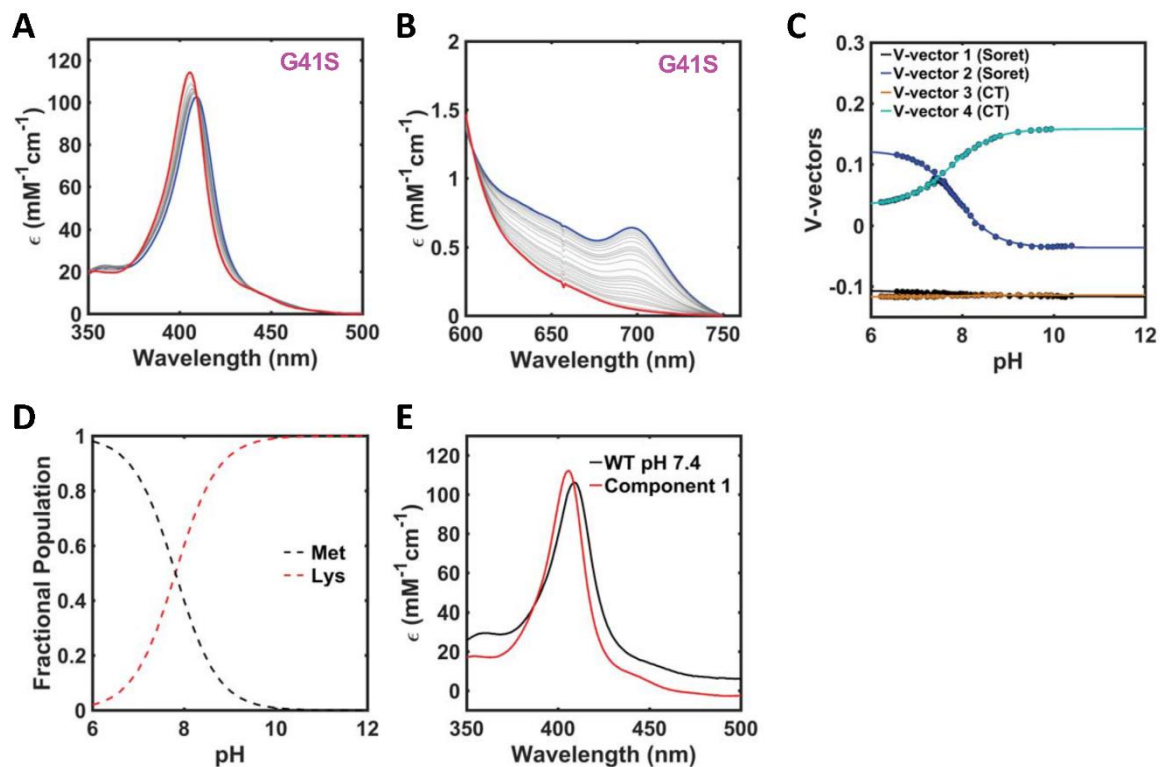 A
G41S
ϵ (mM⁻¹cm⁻¹)
120
100
80
60
40
20
0
350
400
450
500
Wavelength (nm)
B
G41S
ϵ (mM⁻¹cm⁻¹)
2
1.5
1
0.5
0
600
650
700
750
Wavelength (nm)
C
V-vector 1 (Soret)
V-vector 2 (Soret)
V-vector 3 (CT)
V-vector 4 (CT)
V-vectors
0.3
0.2
0.1
0
-0.1
6
8
10
12
pH
D
Fractional Population
1
0.8
0.6
0.4
0.2
0
Met
Lys
6
8
10
12
pH
E
ϵ (mM⁻¹cm⁻¹)
120
100
80
60
40
20
0
WT pH 7.4
Component 1
350
400
450
500
Wavelength (nm)